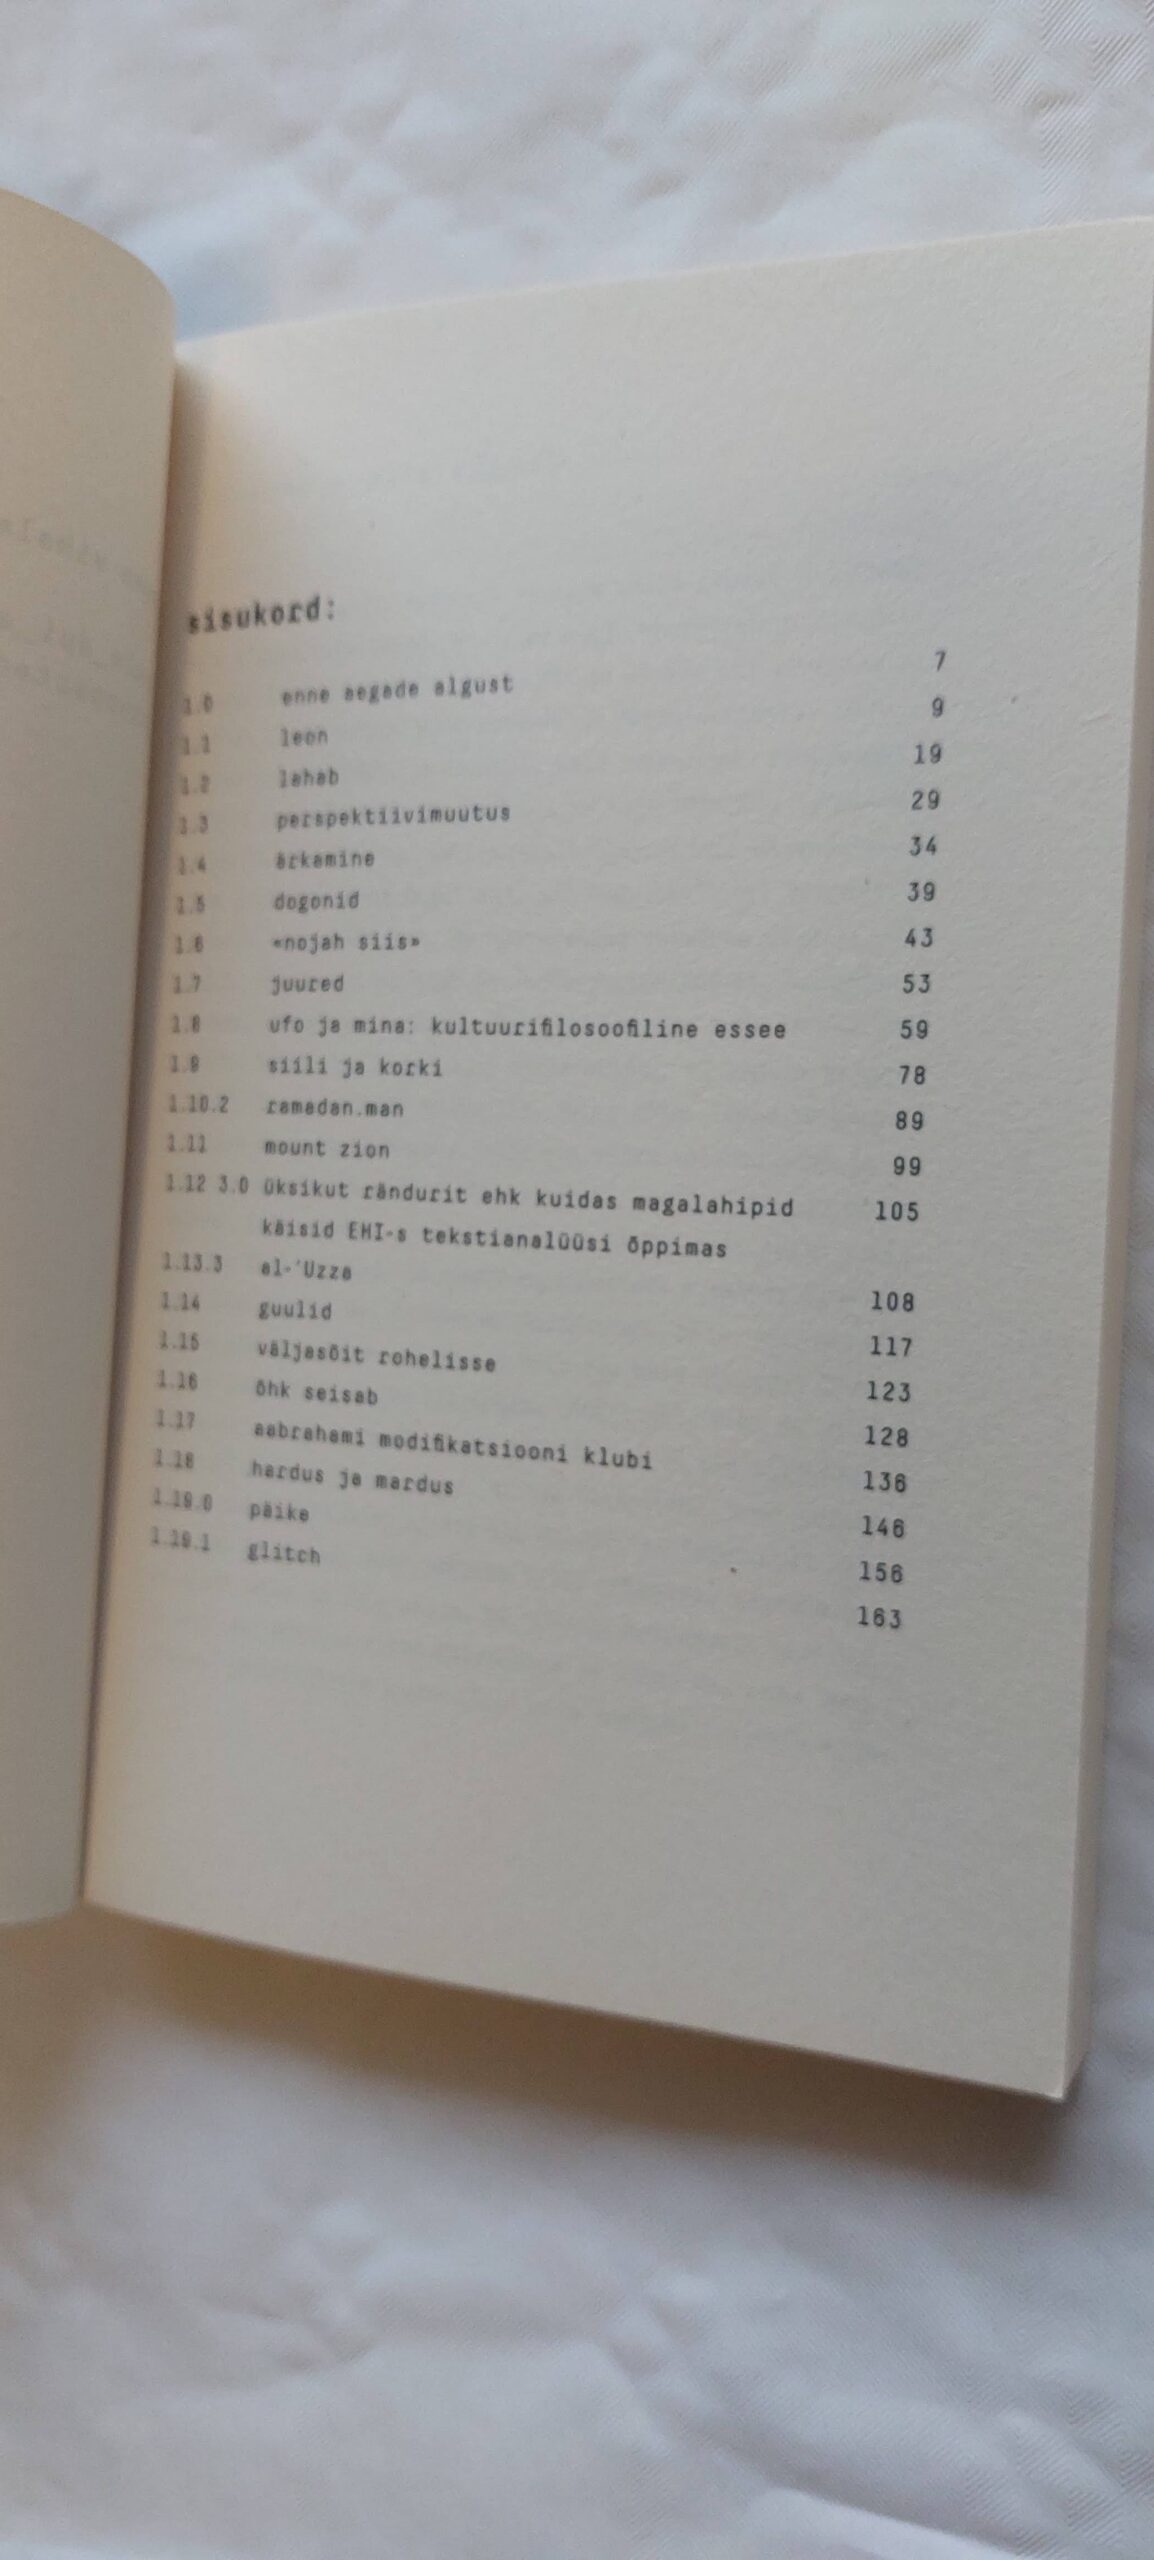 sisukord:
1.0 enne aegade algust 7
1.1 leon 9
1.2 lahab 19
1.3 perspektiivimuutus 29
1.4 ärkamine 34
1.5 dogonid 39
1.6 «nojah siis» 43
1.7 juured 53
1.8 ufo ja mina: kultuurifilosoofiline essee 59
1.9 siili ja korki 78
1.10.2 ramadan.man 89
1.11 mount zion 99
1.12 3.0 üksikut rändurit ehk kuidas magalahipid 105
käisid EHI-s tekstianalüüsi õppimas
1.13.3 al-'Uzza 108
1.14 guulid 117
1.15 väljasõit rohelisse 123
1.16 õhk seisab 128
1.17 aabrahami modifikatsiooni klubi 136
1.18 hardus ja mardus 146
1.19.0 päike 156
1.19.1 glitch 163